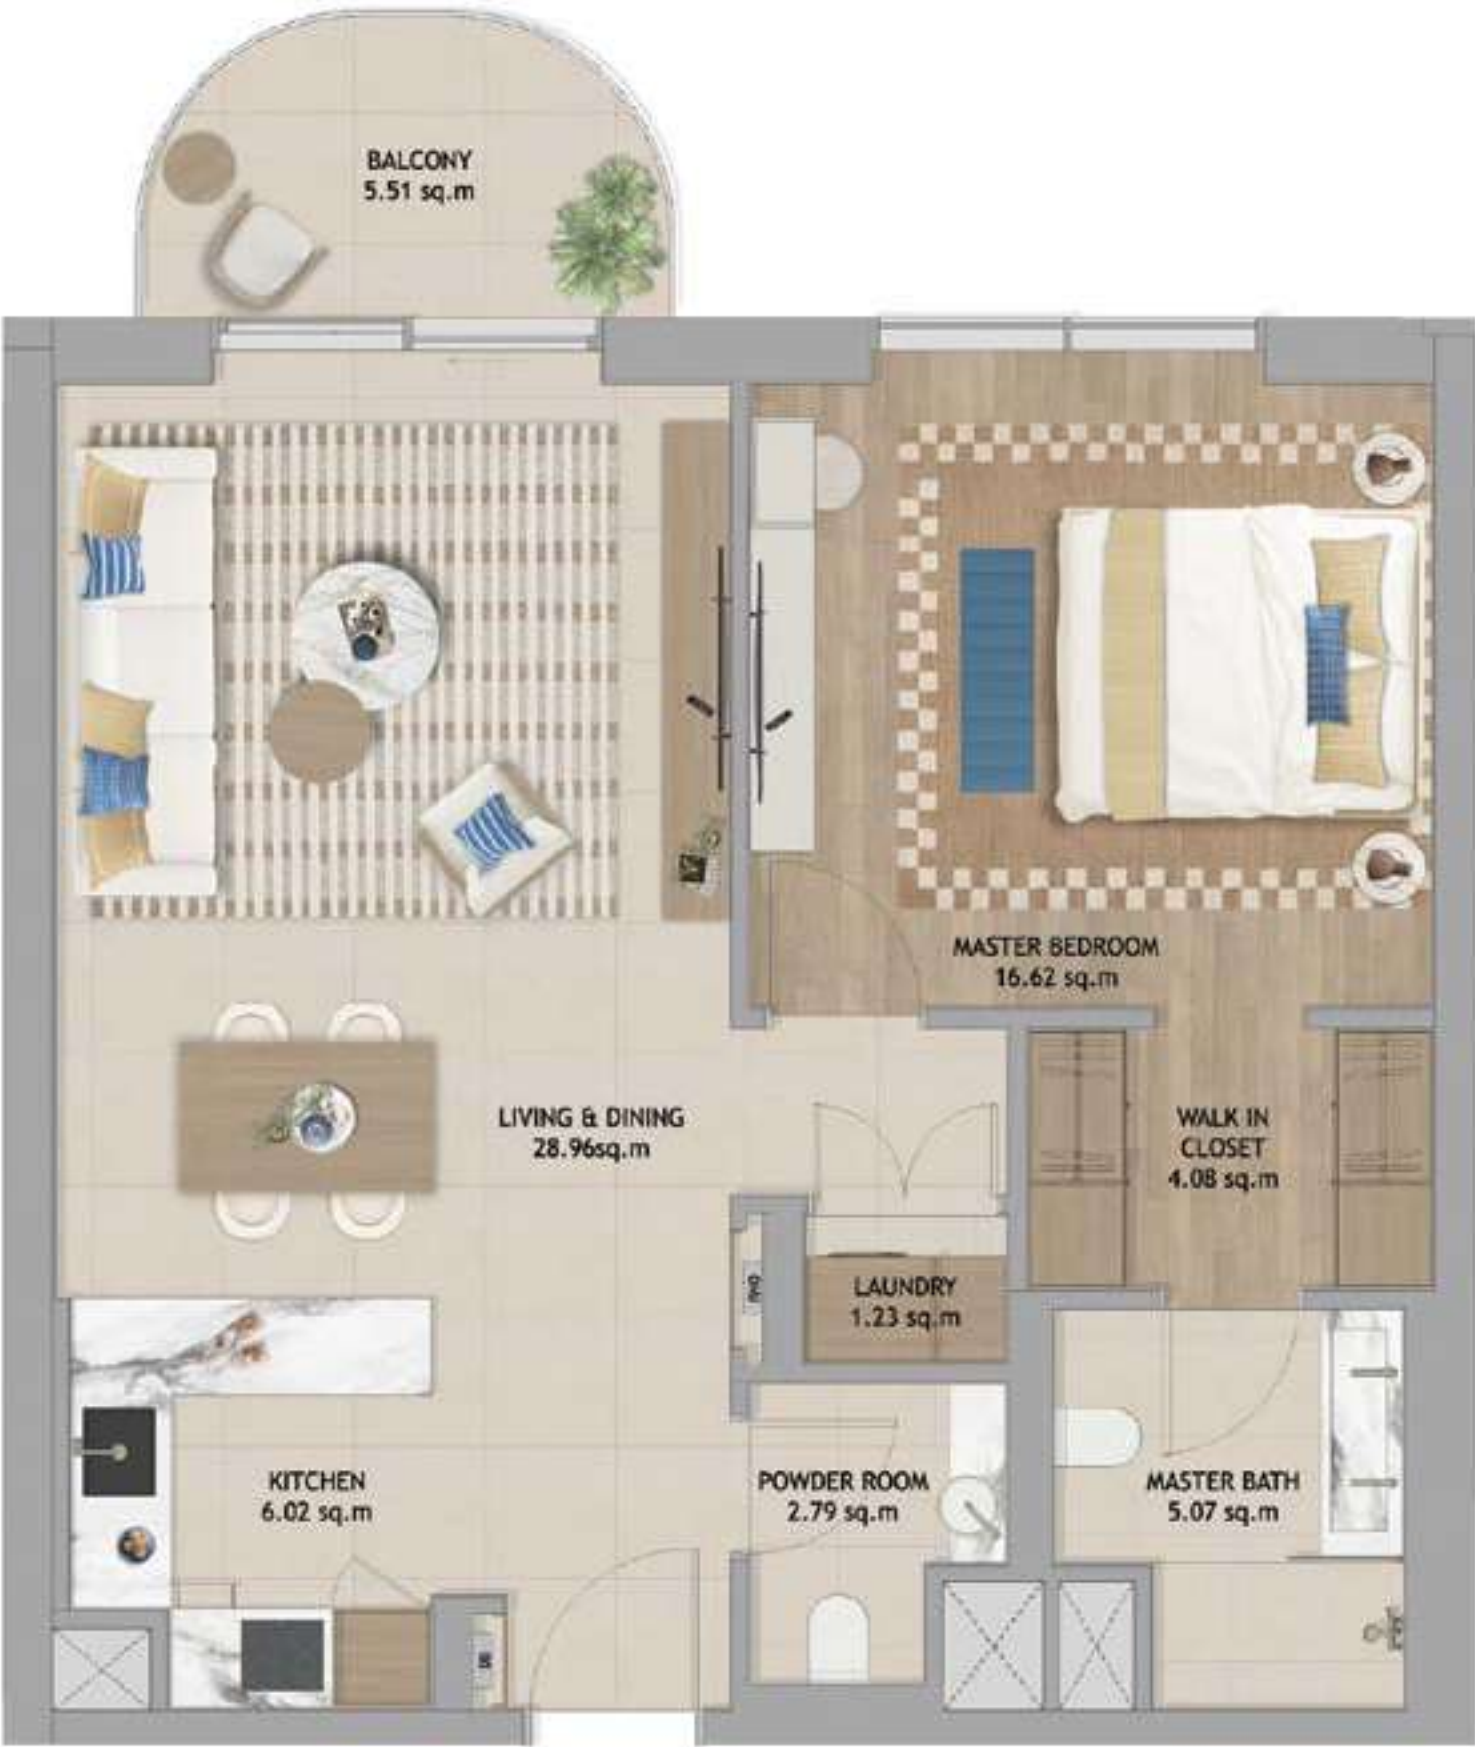 BALCONY
5.51 sq.m
MASTER BEDROOM
16.62 sq.m
LIVING & DINING
28.96sq.m
WALK IN
CLOSET
4.08 sq.m
LAUNDRY
1.23 sq.m
KITCHEN
6.02 sq.m
POWDER ROOM
2.79 sq.m
MASTER BATH
5.07 sq.m